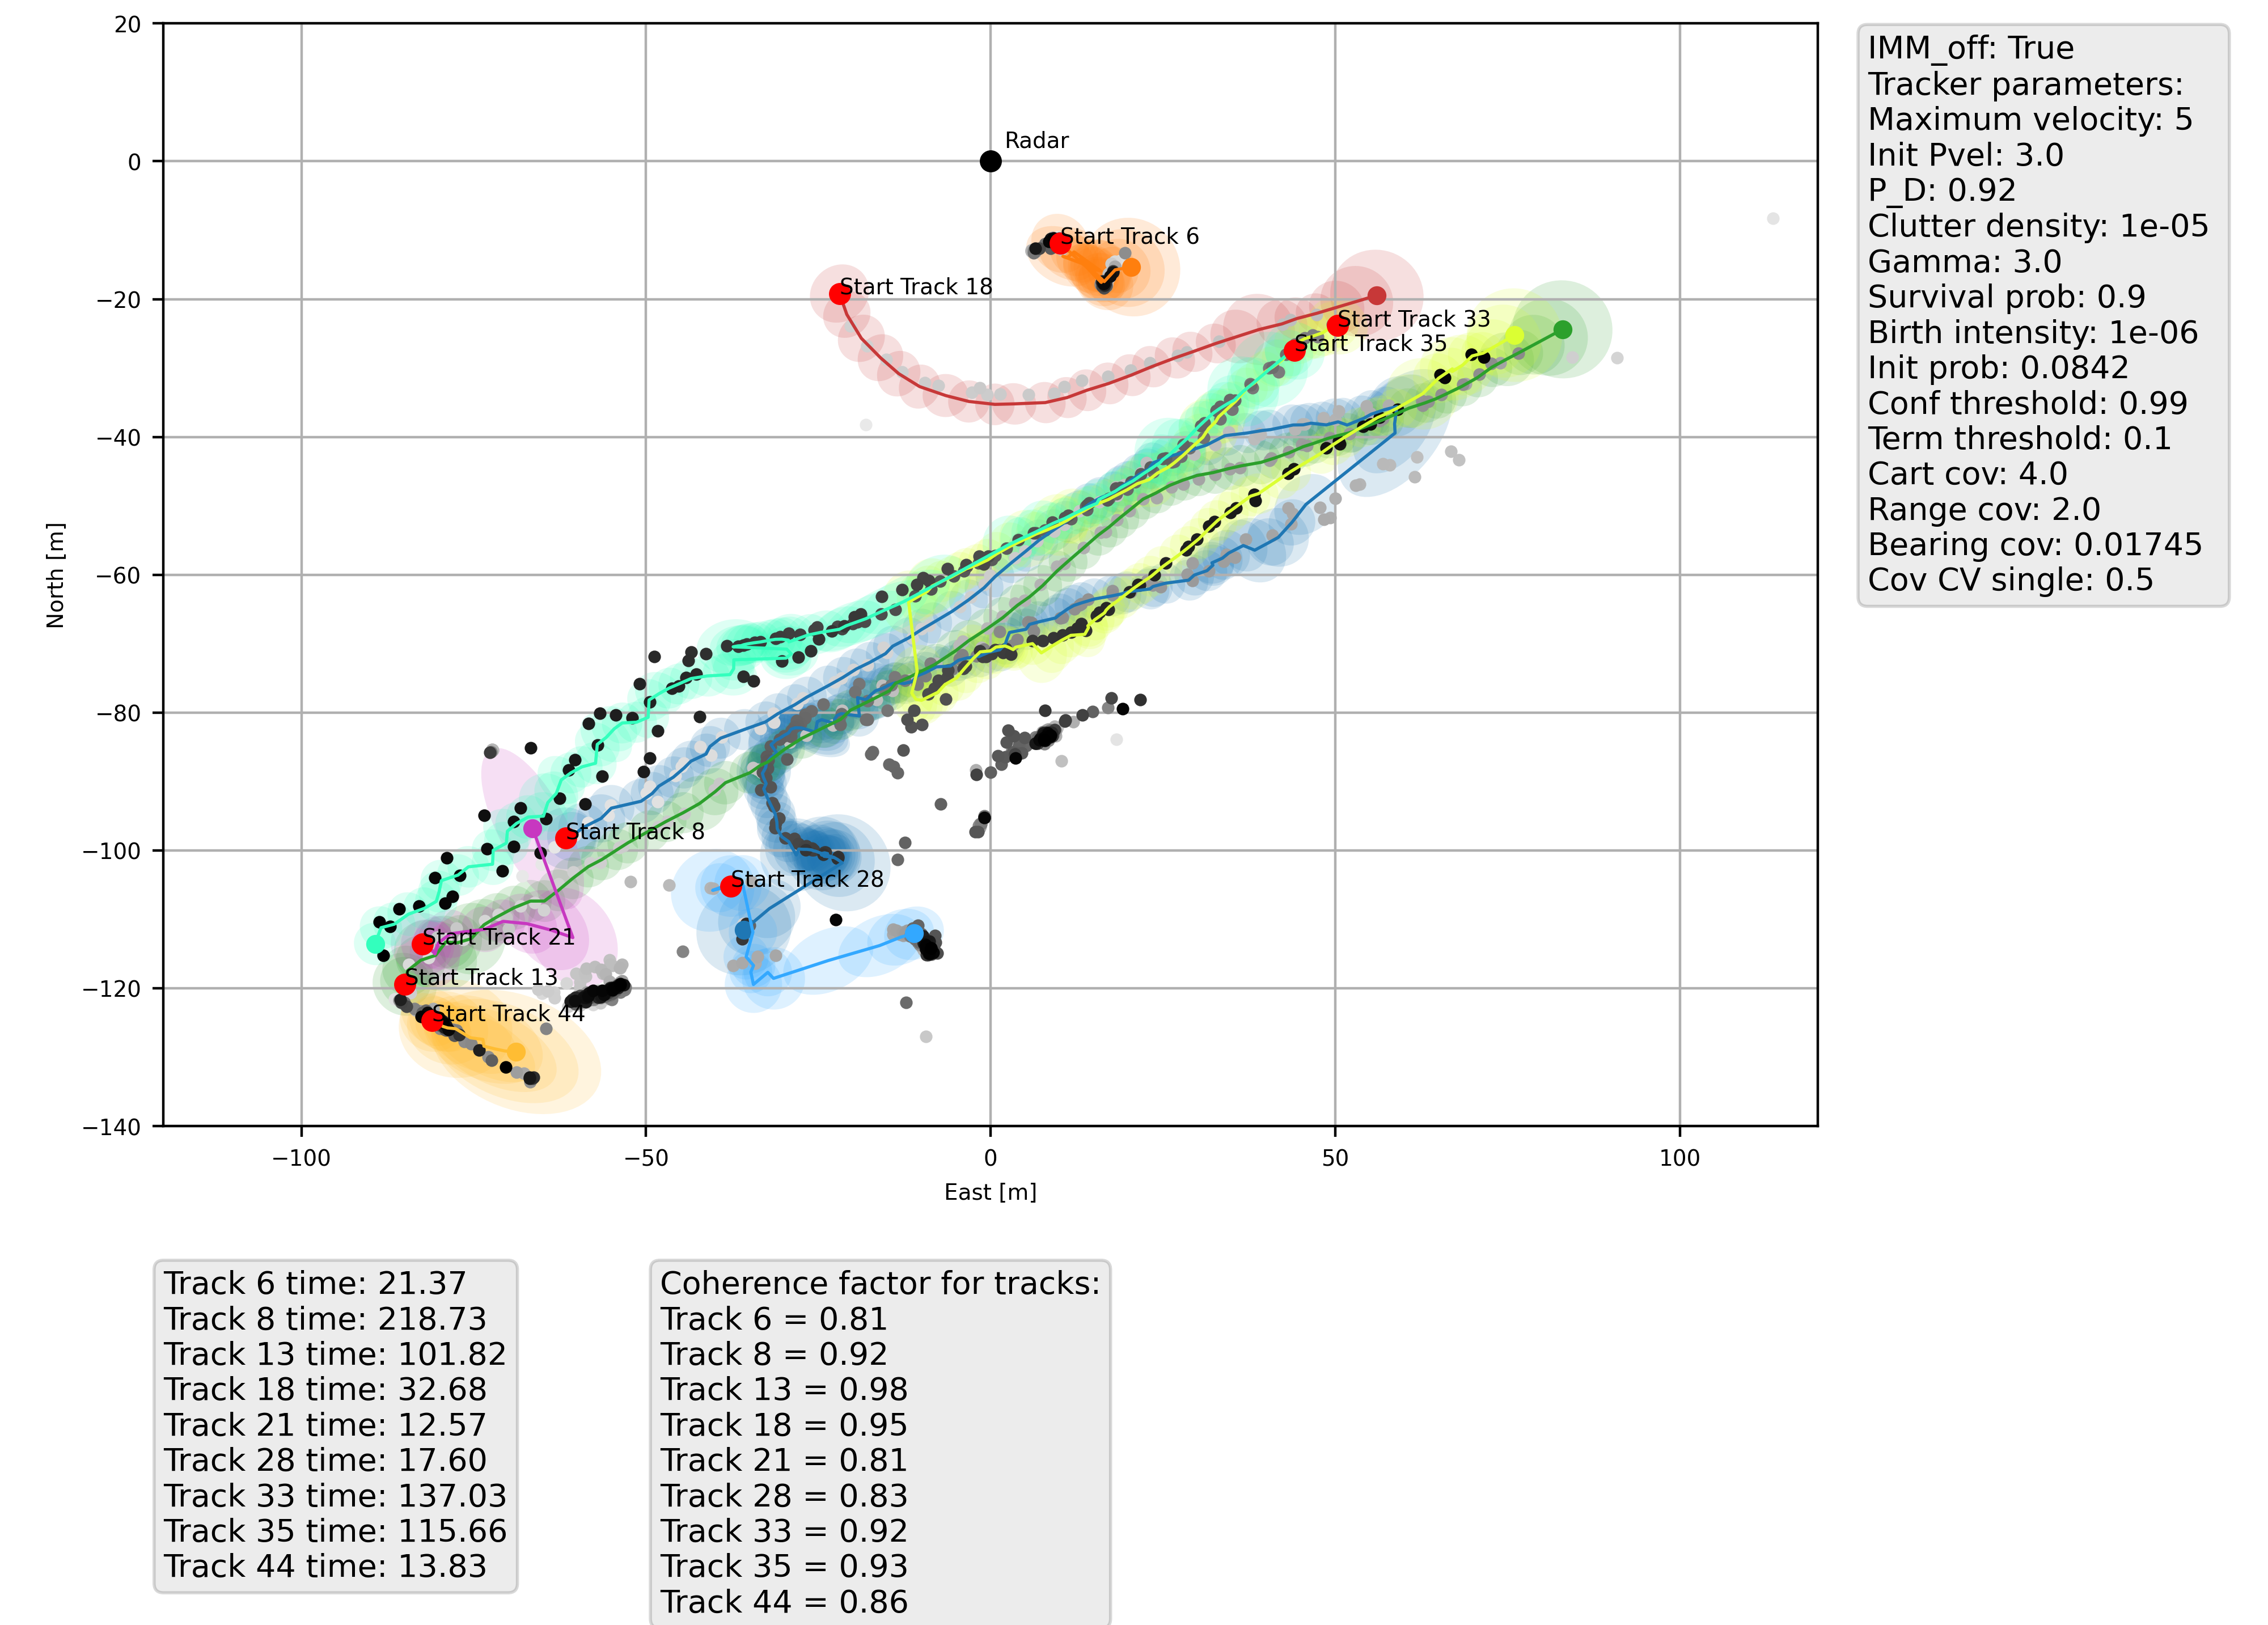 20
0
−20
−40
−60
−80
−100
−120
−140
North [m]
−100
−50
0
50
100
East [m]
Radar
Start Track 6
Start Track 18
Start Track 33
Start Track 35
Start Track 8
Start Track 28
Start Track 21
Start Track 13
Start Track 44
IMM_off: True
Tracker parameters:
Maximum velocity: 5
Init Pvel: 3.0
P_D: 0.92
Clutter density: 1e-05
Gamma: 3.0
Survival prob: 0.9
Birth intensity: 1e-06
Init prob: 0.0842
Conf threshold: 0.99
Term threshold: 0.1
Cart cov: 4.0
Range cov: 2.0
Bearing cov: 0.01745
Cov CV single: 0.5
Track 6 time: 21.37
Track 8 time: 218.73
Track 13 time: 101.82
Track 18 time: 32.68
Track 21 time: 12.57
Track 28 time: 17.60
Track 33 time: 137.03
Track 35 time: 115.66
Track 44 time: 13.83
Coherence factor for tracks:
Track 6 = 0.81
Track 8 = 0.92
Track 13 = 0.98
Track 18 = 0.95
Track 21 = 0.81
Track 28 = 0.83
Track 33 = 0.92
Track 35 = 0.93
Track 44 = 0.86